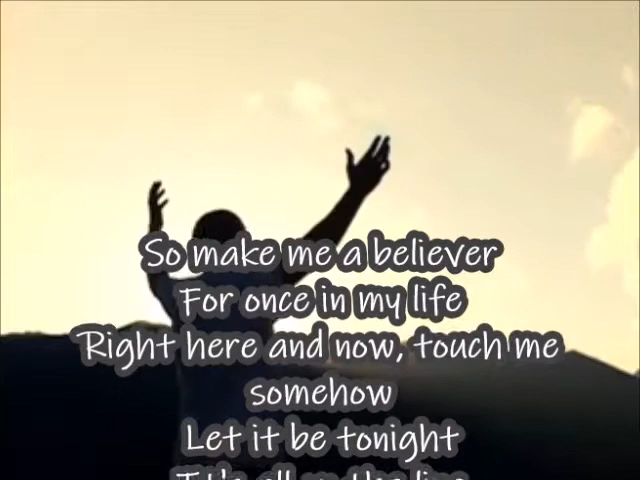 So make me a believer
For once in my life
Right here and now, touch me
somehow
Let it be tonight